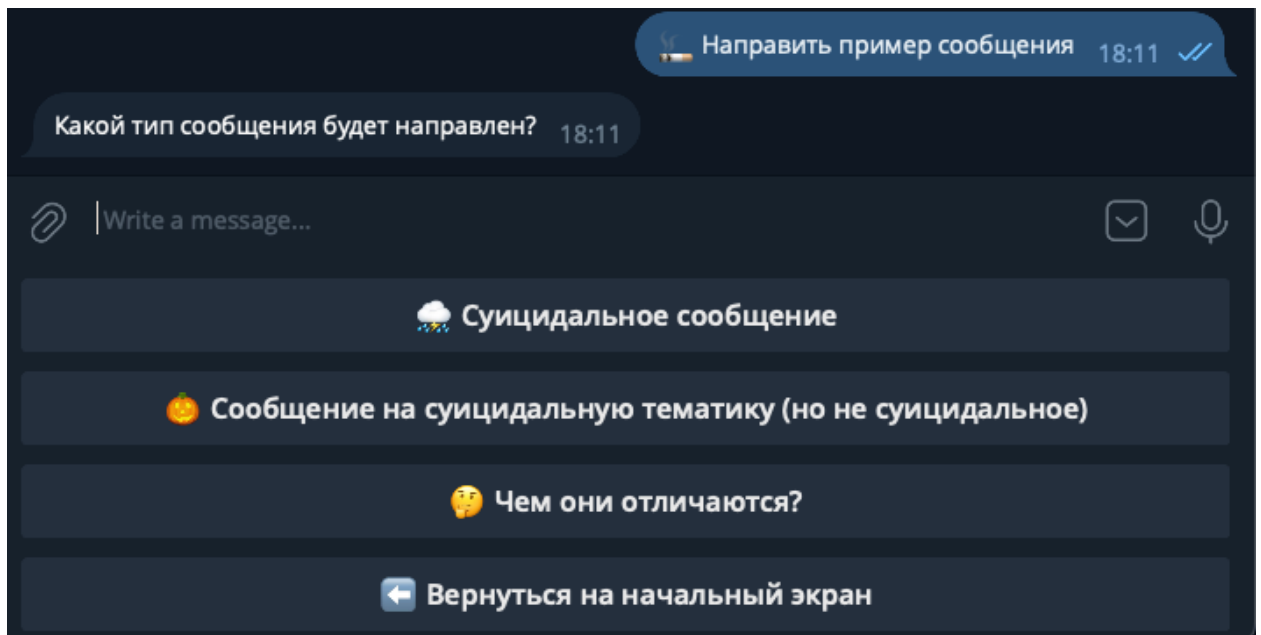 🚬 Направить пример сообщения 18:11
Какой тип сообщения будет направлен? 18:11
Write a message...
🌩 Суицидальное сообщение
🎃 Сообщение на суицидальную тематику (но не суицидальное)
🤔 Чем они отличаются?
⬅️ Вернуться на начальный экран